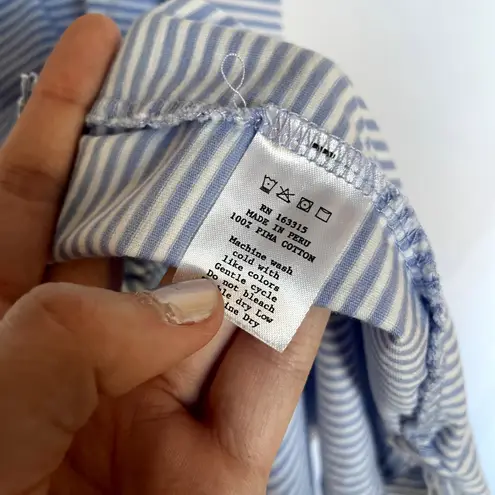 RN 163315
MADE IN PERU
100% PIMA COTTON
Machine wash
cold with
like colors
Gentle cycle
Do not bleach
ble dry Low
ine Dry